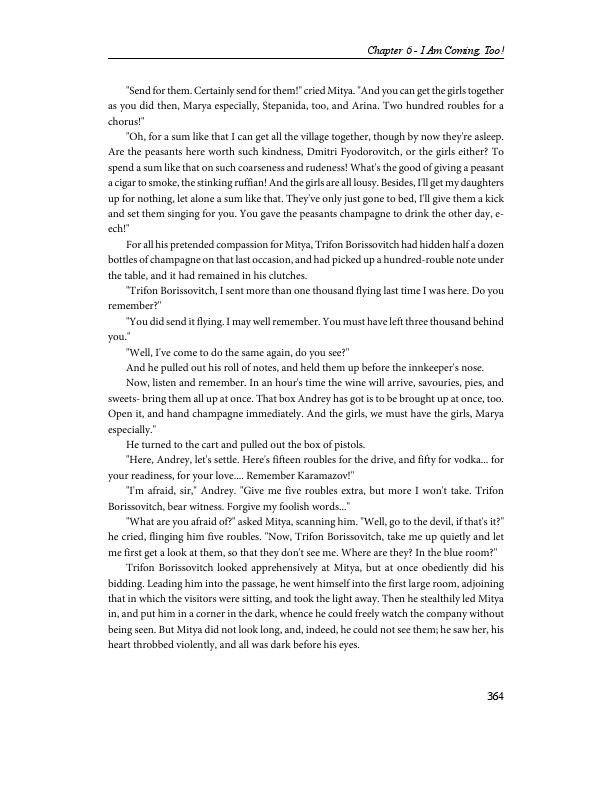 Chapter 6 - I Am Coming, Too!
"Send for them. Certainly send for them!" cried Mitya. "And you can get the girls together
as you did then, Marya especially, Stepanida, too, and Arina. Two hundred roubles for a
chorus!"
"Oh, for a sum like that I can get all the village together, though by now they're asleep.
Are the peasants here worth such kindness, Dmitri Fyodorovitch, or the girls either? To
spend a sum like that on such coarseness and rudeness! What's the good of giving a peasant
a cigar to smoke, the stinking ruffian! And the girls are all lousy. Besides, I'll get my daughters
up for nothing, let alone a sum like that. They've only just gone to bed, I'll give them a kick
and set them singing for you. You gave the peasants champagne to drink the other day, e-
ech!"
For all his pretended compassion for Mitya, Trifon Borissovitch had hidden half a dozen
bottles of champagne on that last occasion, and had picked up a hundred-rouble note under
the table, and it had remained in his clutches.
"Trifon Borissovitch, I sent more than one thousand flying last time I was here. Do you
remember?"
"You did send it flying. I may well remember. You must have left three thousand behind
you."
"Well, I've come to do the same again, do you see?"
And he pulled out his roll of notes, and held them up before the innkeeper's nose.
Now, listen and remember. In an hour's time the wine will arrive, savouries, pies, and
sweets- bring them all up at once. That box Andrey has got is to be brought up at once, too.
Open it, and hand champagne immediately. And the girls, we must have the girls, Marya
especially."
He turned to the cart and pulled out the box of pistols.
"Here, Andrey, let's settle. Here's fifteen roubles for the drive, and fifty for vodka... for
your readiness, for your love.... Remember Karamazov!"
"I'm afraid, sir," Andrey. "Give me five roubles extra, but more I won't take. Trifon
Borissovitch, bear witness. Forgive my foolish words..."
"What are you afraid of?" asked Mitya, scanning him. "Well, go to the devil, if that's it?"
he cried, flinging him five roubles. "Now, Trifon Borissovitch, take me up quietly and let
me first get a look at them, so that they don't see me. Where are they? In the blue room?"
Trifon Borissovitch looked apprehensively at Mitya, but at once obediently did his
bidding. Leading him into the passage, he went himself into the first large room, adjoining
that in which the visitors were sitting, and took the light away. Then he stealthily led Mitya
in, and put him in a corner in the dark, whence he could freely watch the company without
being seen. But Mitya did not look long, and, indeed, he could not see them; he saw her, his
heart throbbed violently, and all was dark before his eyes.
364